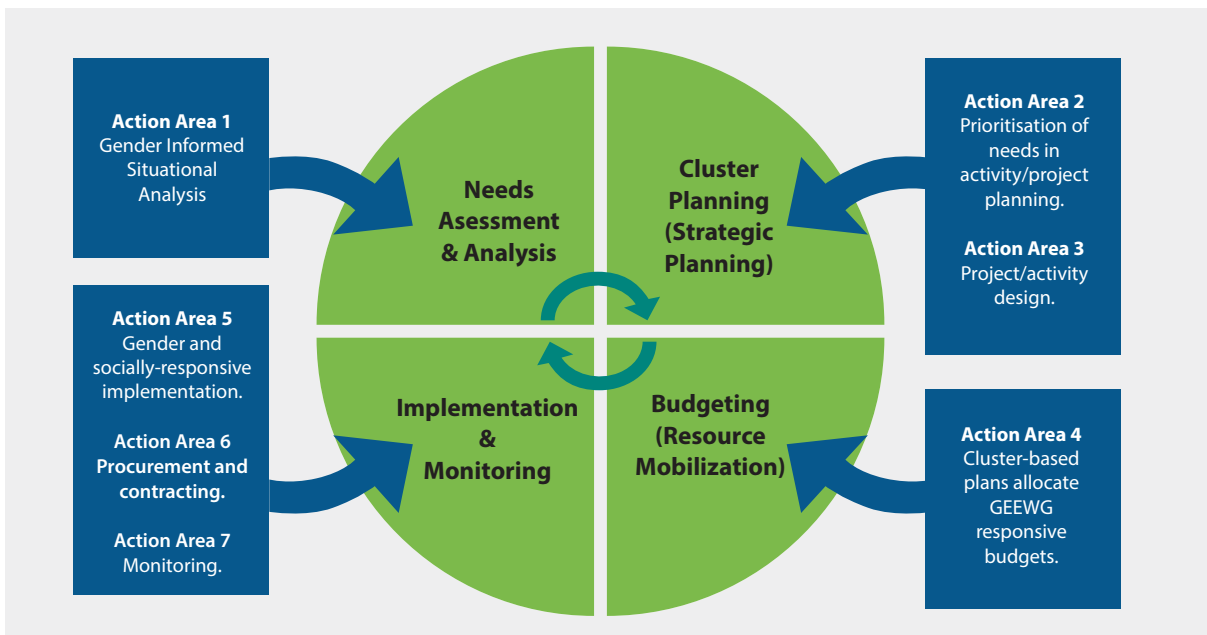 Action Area 1
Gender Informed
Situational
Analysis
Needs
Asessment
& Analysis
Cluster
Planning
(Strategic
Planning)
Action Area 2
Prioritisation of
needs in
activity/project
planning.
Action Area 3
Project/activity
design.
Action Area 5
Gender and
socially-responsive
implementation.
Action Area 6
Procurement and
contracting.
Action Area 7
Monitoring.
Implementation
&
Monitoring
Budgeting
(Resource
Mobilization)
Action Area 4
Cluster-based
plans allocate
GEEWG
responsive
budgets.